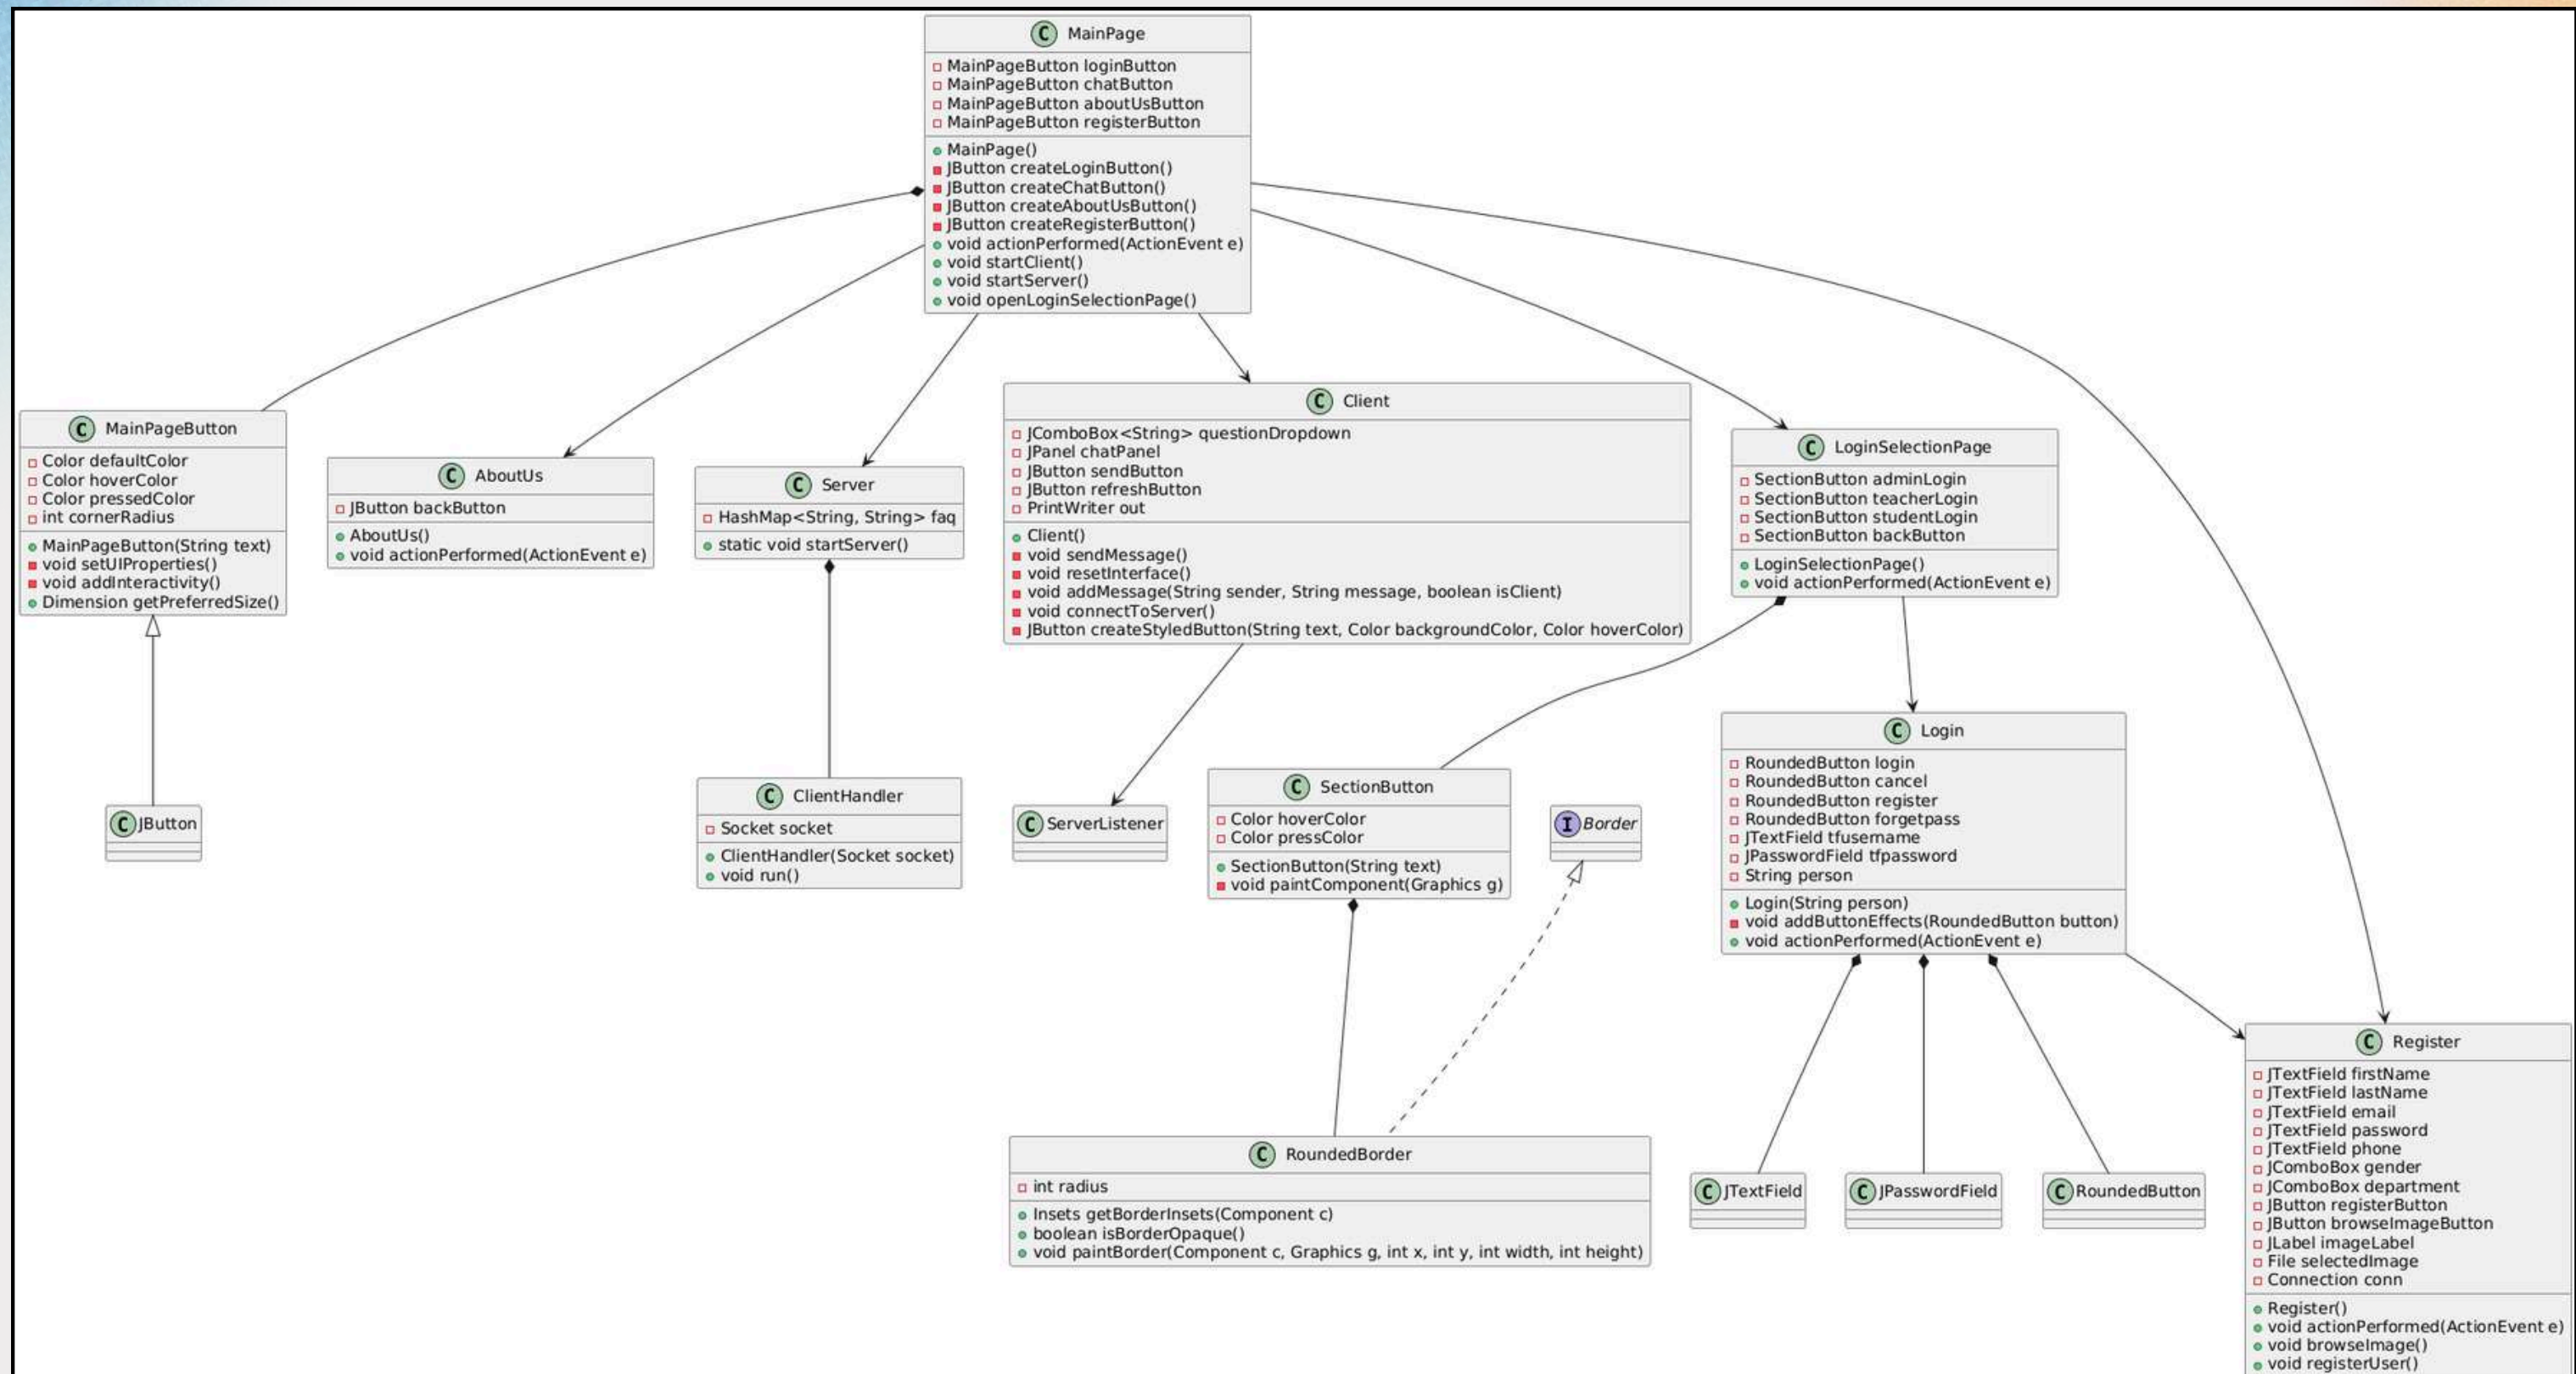 C MainPage
MainPageButton loginButton
MainPageButton chatButton
MainPageButton aboutUsButton
MainPageButton registerButton
MainPage()
JButton createLoginButton()
JButton createChatButton()
JButton createAboutUsButton()
JButton createRegisterButton()
void actionPerformed(ActionEvent e)
void startClient()
void startServer()
void openLoginSelectionPage()
C MainPageButton
Color defaultColor
Color hoverColor
Color pressedColor
int cornerRadius
MainPageButton(String text)
void setUIProperties()
void addInteractivity()
Dimension getPreferredSize()
C AboutUs
JButton backButton
AboutUs()
void actionPerformed(ActionEvent e)
C Server
HashMap<String, String> faq
static void startServer()
C Client
JComboBox<String> questionDropdown
JPanel chatPanel
JButton sendButton
JButton refreshButton
PrintWriter out
Client()
void sendMessage()
void resetInterface()
void addMessage(String sender, String message, boolean isClient)
void connectToServer()
JButton createStyledButton(String text, Color backgroundColor, Color hoverColor)
C LoginSelectionPage
SectionButton adminLogin
SectionButton teacherLogin
SectionButton studentLogin
SectionButton backButton
LoginSelectionPage()
void actionPerformed(ActionEvent e)
C JButton
C ClientHandler
Socket socket
ClientHandler(Socket socket)
void run()
C ServerListener
C SectionButton
Color hoverColor
Color pressColor
SectionButton(String text)
void paintComponent(Graphics g)
I Border
C Login
RoundedButton login
RoundedButton cancel
RoundedButton register
RoundedButton forgetpass
JTextField tfusername
JPasswordField tfpassword
String person
Login(String person)
void addButtonEffects(RoundedButton button)
void actionPerformed(ActionEvent e)
C RoundedBorder
int radius
Insets getBorderInsets(Component c)
boolean isBorderOpaque()
void paintBorder(Component c, Graphics g, int x, int y, int width, int height)
C JTextField
C JPasswordField
C RoundedButton
C Register
JTextField firstName
JTextField lastName
JTextField email
JTextField password
JTextField phone
JComboBox gender
JComboBox department
JButton registerButton
JButton browseImageButton
JLabel imageLabel
File selectedImage
Connection conn
Register()
void actionPerformed(ActionEvent e)
void browseImage()
void registerUser()